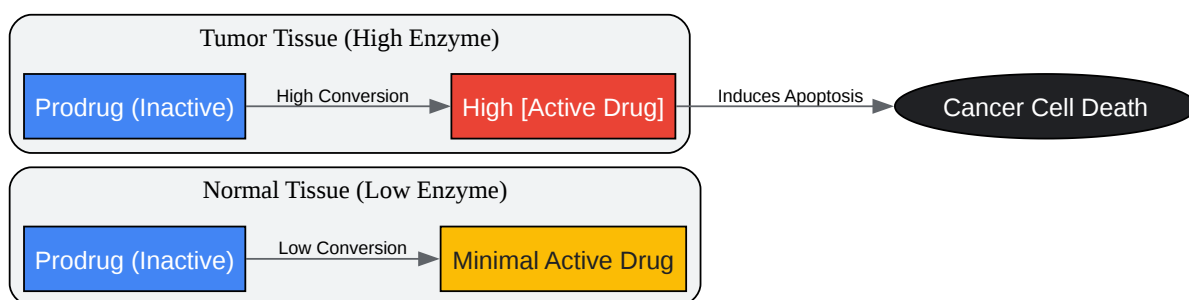 Tumor Tissue (High Enzyme)
Prodrug (Inactive)
High Conversion
High [Active Drug]
Induces Apoptosis
Cancer Cell Death
Normal Tissue (Low Enzyme)
Prodrug (Inactive)
Low Conversion
Minimal Active Drug